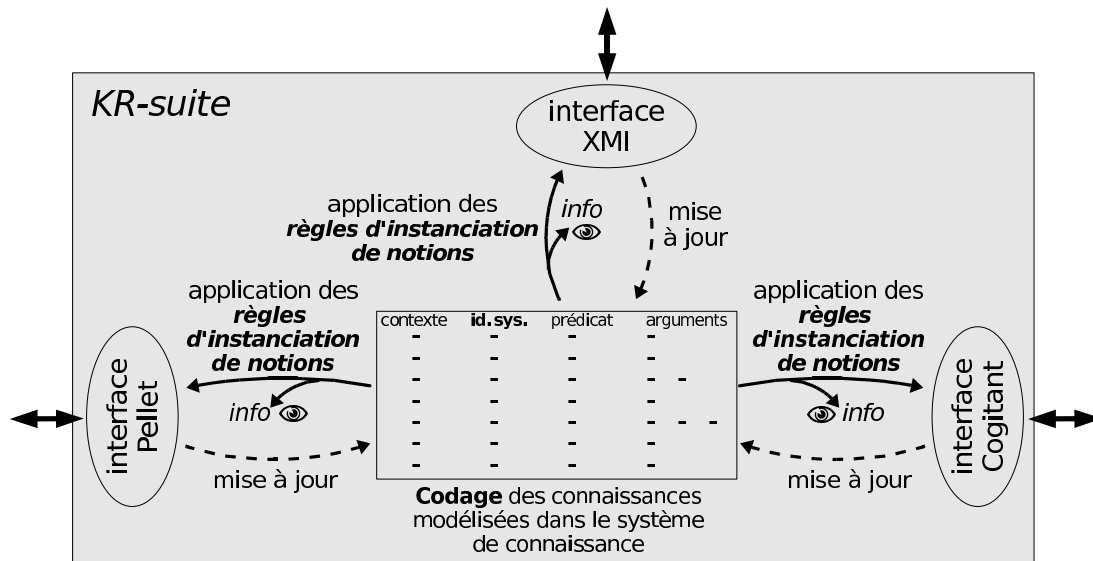 KR-suite
interface
XMI
application des
règles d'instanciation
de notions
info
mise
à jour
application des
règles
d'instanciation
de notions
application des
règles
d'instanciation
de notions
contexte id.sys. prédicat arguments
- - - -
- - - -
- - - - -
- - - -
- - - - - -
- - - -
- - - -
interface
Pellet
info
mise à jour
info
mise à jour
interface
Cogitant
Codage des connaissances
modélisées dans le système
de connaissance